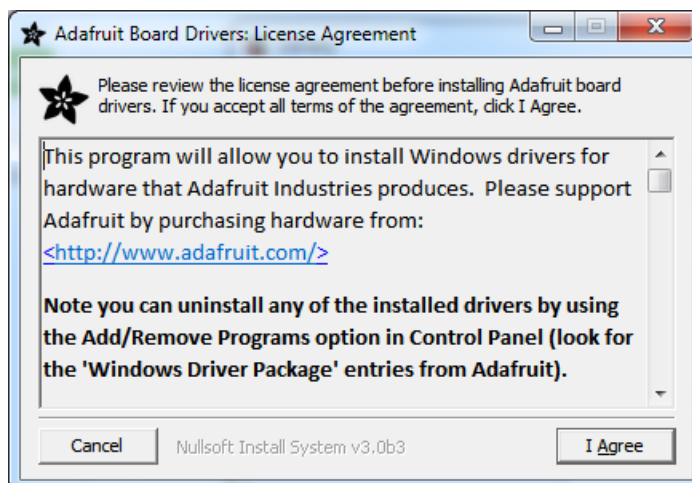 Adafruit Board Drivers: License Agreement
Please review the license agreement before installing Adafruit board
drivers. If you accept all terms of the agreement, click I Agree.
This program will allow you to install Windows drivers for
hardware that Adafruit Industries produces.  Please support
Adafruit by purchasing hardware from:
<http://www.adafruit.com/>
Note you can uninstall any of the installed drivers by using
the Add/Remove Programs option in Control Panel (look for
the 'Windows Driver Package' entries from Adafruit).
Cancel
Nullsoft Install System v3.0b3
I Agree